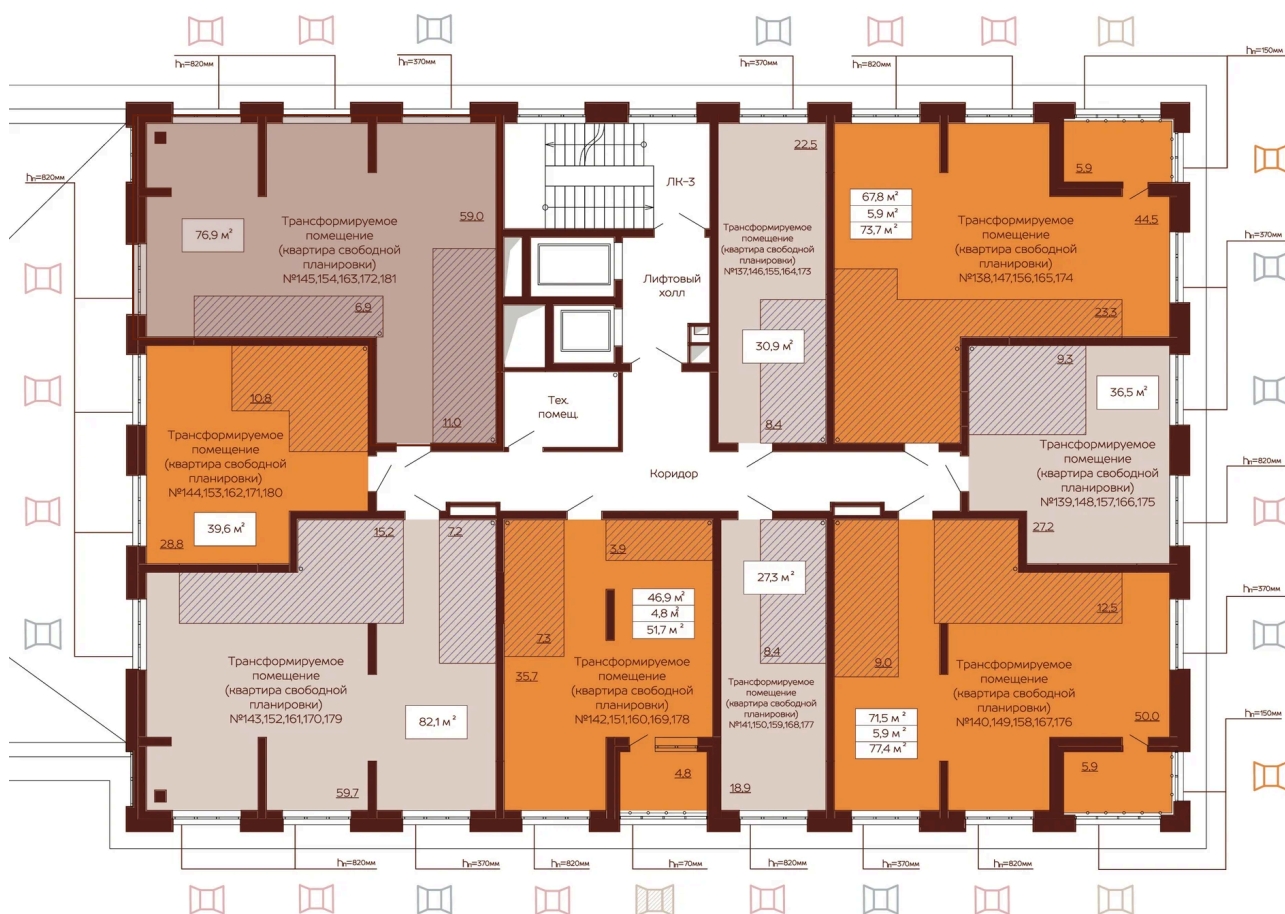 hп=150мм
hп=820мм
hп=370мм
hп=370мм
hп=820мм
22.5
5.9
ЛК-3
hп=820мм
67,8 м²
5,9 м²
73,7 м²
59.0
44.5
76,9 м²
Трансформируемое
помещение
(квартира свободной
планировки)
№145,154,163,172,181
Трансформируемое
помещение
(квартира свободной
планировки)
№137,146,155,164,173
Трансформируемое
помещение
(квартира свободной
планировки)
№138,147,156,165,174
hп=370мм
Лифтовый
холл
6.9
23.3
30,9 м²
9.3
36,5 м²
10.8
Тех.
помещ.
11.0
8.4
Трансформируемое
помещение
(квартира свободной
планировки)
№144,153,162,171,180
Трансформируемое
помещение
(квартира свободной
планировки)
№139,148,157,166,175
Коридор
hп=820мм
39,6 м²
28.8
15.2
7.2
3.9
27.2
27,3 м²
46,9 м²
4,8 м²
51,7 м²
hп=370мм
7.3
12.5
8.4
9.0
35.7
Трансформируемое
помещение
(квартира свободной
планировки)
№143,152,161,170,179
Трансформируемое
помещение
(квартира свободной
планировки)
№142,151,160,169,178
Трансформируемое
помещение
(квартира свободной
планировки)
№141,150,159,168,177
Трансформируемое
помещение
(квартира свободной
планировки)
№140,149,158,167,176
82,1 м²
71,5 м²
5,9 м²
77,4 м²
50.0
hп=150мм
4.8
5.9
59.7
18.9
hп=820мм
hп=370мм
hп=820мм
hп=70мм
hп=820мм
hп=370мм
hп=820мм